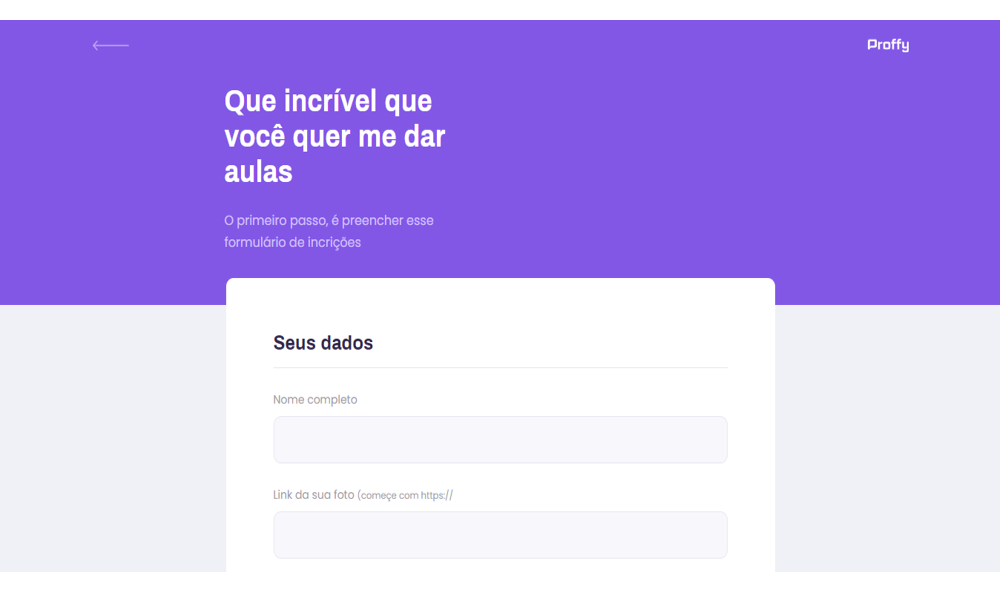 Proffy
Que incrível que
você quer me dar
aulas
O primeiro passo, é preencher esse
formulário de incrições
Seus dados
Nome completo
Link da sua foto (começe com https://